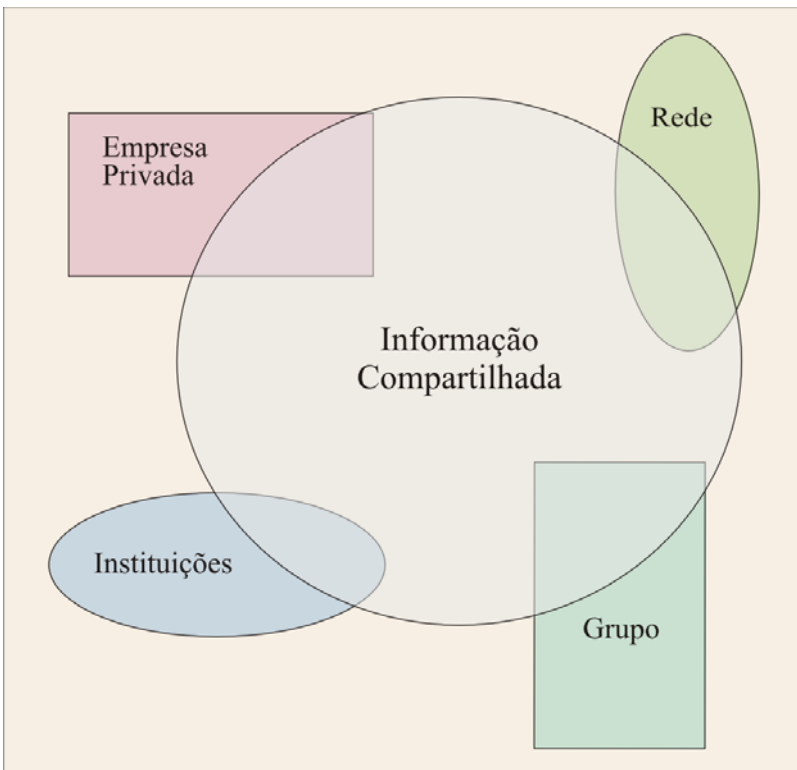 Empresa
Privada
Rede
Informação
Compartilhada
Instituições
Grupo